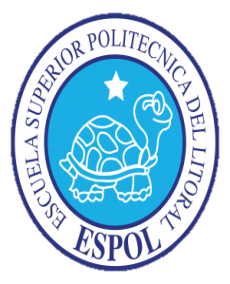 ESCUELA SUPERIOR POLITECNICA DEL LITORAL
ESPOL